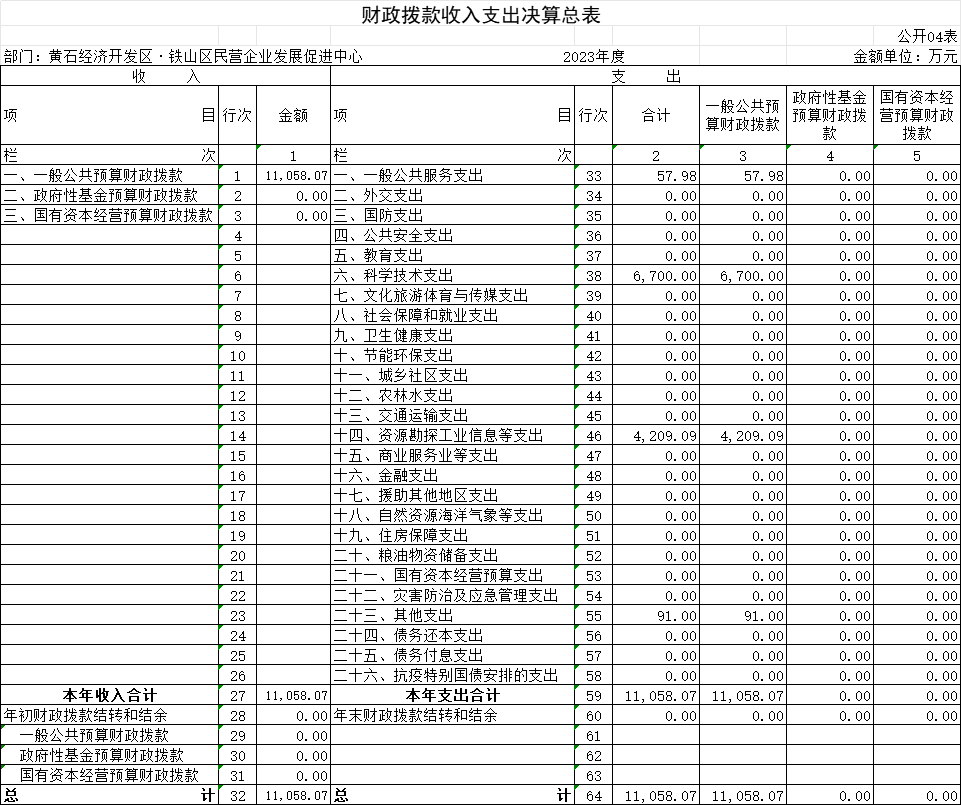 财政拨款收入支出决算总表
公开04表
部门：黄石经济开发区·铁山区民营企业发展促进中心 2023年度 金额单位：万元
收 入 支 出
项 目 行次 金额 项 目 行次 合计 一般公共预算财政拨款 政府性基金预算财政拨款 国有资本经营预算财政拨款
栏 次 1 栏 次 2 3 4 5
一、一般公共预算财政拨款 1 11,058.07 一、一般公共服务支出 33 57.98 57.98 0.00 0.00
二、政府性基金预算财政拨款 2 0.00 二、外交支出 34 0.00 0.00 0.00 0.00
三、国有资本经营预算财政拨款 3 0.00 三、国防支出 35 0.00 0.00 0.00 0.00
4 四、公共安全支出 36 0.00 0.00 0.00 0.00
5 五、教育支出 37 0.00 0.00 0.00 0.00
6 六、科学技术支出 38 6,700.00 6,700.00 0.00 0.00
7 七、文化旅游体育与传媒支出 39 0.00 0.00 0.00 0.00
8 八、社会保障和就业支出 40 0.00 0.00 0.00 0.00
9 九、卫生健康支出 41 0.00 0.00 0.00 0.00
10 十、节能环保支出 42 0.00 0.00 0.00 0.00
11 十一、城乡社区支出 43 0.00 0.00 0.00 0.00
12 十二、农林水支出 44 0.00 0.00 0.00 0.00
13 十三、交通运输支出 45 0.00 0.00 0.00 0.00
14 十四、资源勘探工业信息等支出 46 4,209.09 4,209.09 0.00 0.00
15 十五、商业服务业等支出 47 0.00 0.00 0.00 0.00
16 十六、金融支出 48 0.00 0.00 0.00 0.00
17 十七、援助其他地区支出 49 0.00 0.00 0.00 0.00
18 十八、自然资源海洋气象等支出 50 0.00 0.00 0.00 0.00
19 十九、住房保障支出 51 0.00 0.00 0.00 0.00
20 二十、粮油物资储备支出 52 0.00 0.00 0.00 0.00
21 二十一、国有资本经营预算支出 53 0.00 0.00 0.00 0.00
22 二十二、灾害防治及应急管理支出 54 0.00 0.00 0.00 0.00
23 二十三、其他支出 55 91.00 91.00 0.00 0.00
24 二十四、债务还本支出 56 0.00 0.00 0.00 0.00
25 二十五、债务付息支出 57 0.00 0.00 0.00 0.00
26 二十六、抗疫特别国债安排的支出 58 0.00 0.00 0.00 0.00
本年收入合计 27 11,058.07 本年支出合计 59 11,058.07 11,058.07 0.00 0.00
年初财政拨款结转和结余 28 0.00 年末财政拨款结转和结余 60 0.00 0.00 0.00 0.00
一般公共预算财政拨款 29 0.00 61
政府性基金预算财政拨款 30 0.00 62
国有资本经营预算财政拨款 31 0.00 63
总 计 32 11,058.07 总 计 64 11,058.07 11,058.07 0.00 0.00